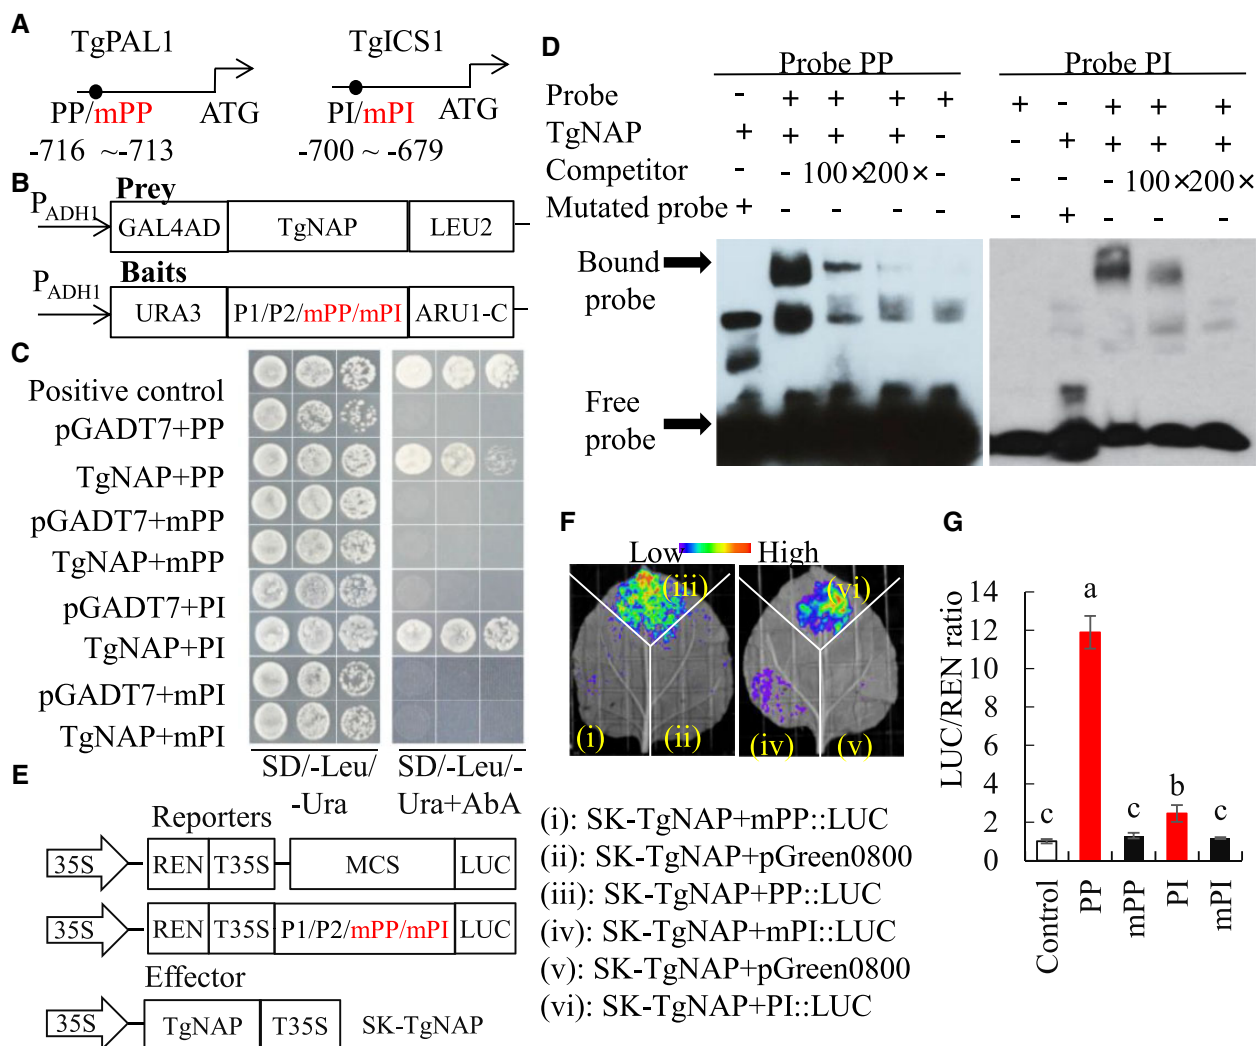 A
TgPAL1
TgICS1
PP/mPP
ATG
PI/mPI
ATG
-716 ~-713
-700 ~ -679
B
Prey
PADH1
GAL4AD
TgNAP
LEU2
Baits
PADH1
URA3
P1/P2/mPP/mPI
ARU1-C
C
Positive control
pGADT7+PP
TgNAP+PP
pGADT7+mPP
TgNAP+mPP
pGADT7+PI
TgNAP+PI
pGADT7+mPI
TgNAP+mPI
SD/-Leu/
-Ura
SD/-Leu/-
Ura+AbA
D
Probe PP
Probe PI
Probe - + + + + + - + + +
TgNAP + + + + - - + + + +
Competitor - - 100× 200× - - - - 100× 200×
Mutated probe + - - - - - + - - -
Bound
probe
Free
probe
E
Reporters
35S
REN
T35S
MCS
LUC
35S
REN
T35S
P1/P2/mPP/mPI
LUC
Effector
35S
TgNAP
T35S
SK-TgNAP
F
Low
High
(iii)
(i)
(ii)
(vi)
(iv)
(v)
(i): SK-TgNAP+mPP::LUC
(ii): SK-TgNAP+pGreen0800
(iii): SK-TgNAP+PP::LUC
(iv): SK-TgNAP+mPI::LUC
(v): SK-TgNAP+pGreen0800
(vi): SK-TgNAP+PI::LUC
G
LUC/REN ratio
14
12
10
8
6
4
2
0
c
a
c
b
c
Control
PP
mPP
PI
mPI